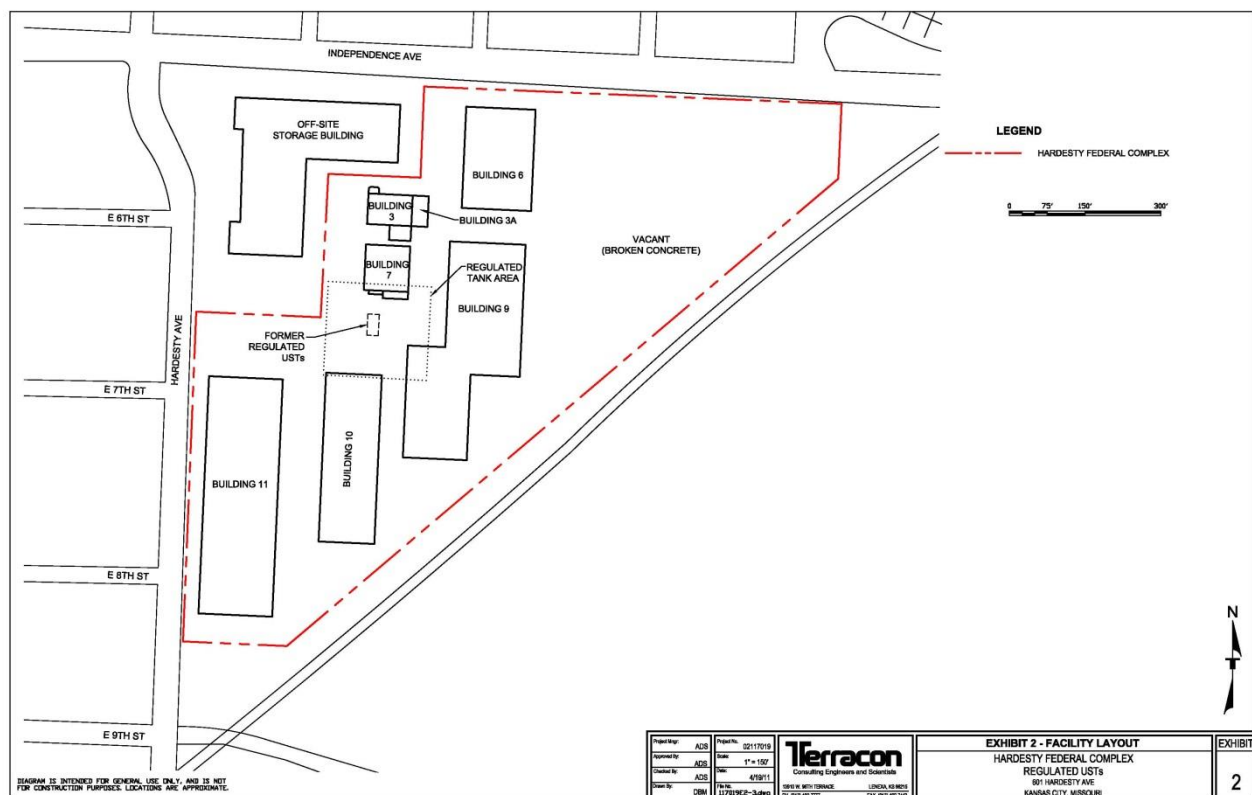 INDEPENDENCE AVE
OFF-SITE
STORAGE BUILDING
LEGEND
HARDESTY FEDERAL COMPLEX
0 75' 150' 300'
BUILDING 6
BUILDING
3
BUILDING 3A
E 6TH ST
VACANT
(BROKEN CONCRETE)
BUILDING
7
REGULATED
TANK AREA
BUILDING 9
FORMER
REGULATED
USTs
HARDESTY AVE
E 7TH ST
BUILDING 10
BUILDING 11
E 8TH ST
N
E 9TH ST
DIAGRAM IS INTENDED FOR GENERAL USE ONLY, AND IS NOT
FOR CONSTRUCTION PURPOSES. LOCATIONS ARE APPROXIMATE.
Project Mngr: ADS
Approved By: ADS
Checked By: ADS
Drawn By: DBM
Project No. 02117019
Scale: 1" = 150'
Date: 4/19/11
File No. 117019E2-3.dwg
Terracon
Consulting Engineers and Scientists
LENEXA, KS
EXHIBIT 2 - FACILITY LAYOUT
HARDESTY FEDERAL COMPLEX
REGULATED USTs
601 HARDESTY AVE
KANSAS CITY, MISSOURI
EXHIBIT
2